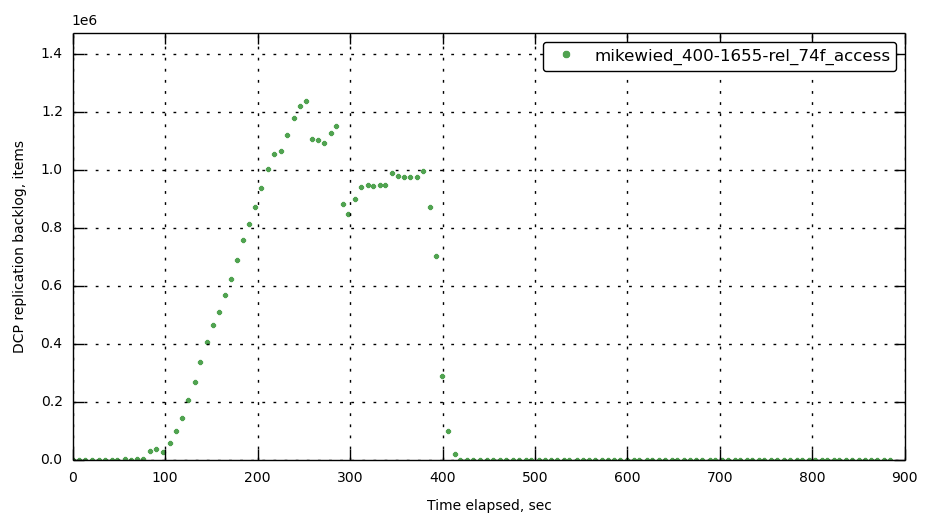 1e6
1.4
1.2
1.0
0.8
0.6
0.4
0.2
0.0
DCP replication backlog, items
mikewied_400-1655-rel_74f_access
0 100 200 300 400 500 600 700 800 900
Time elapsed, sec